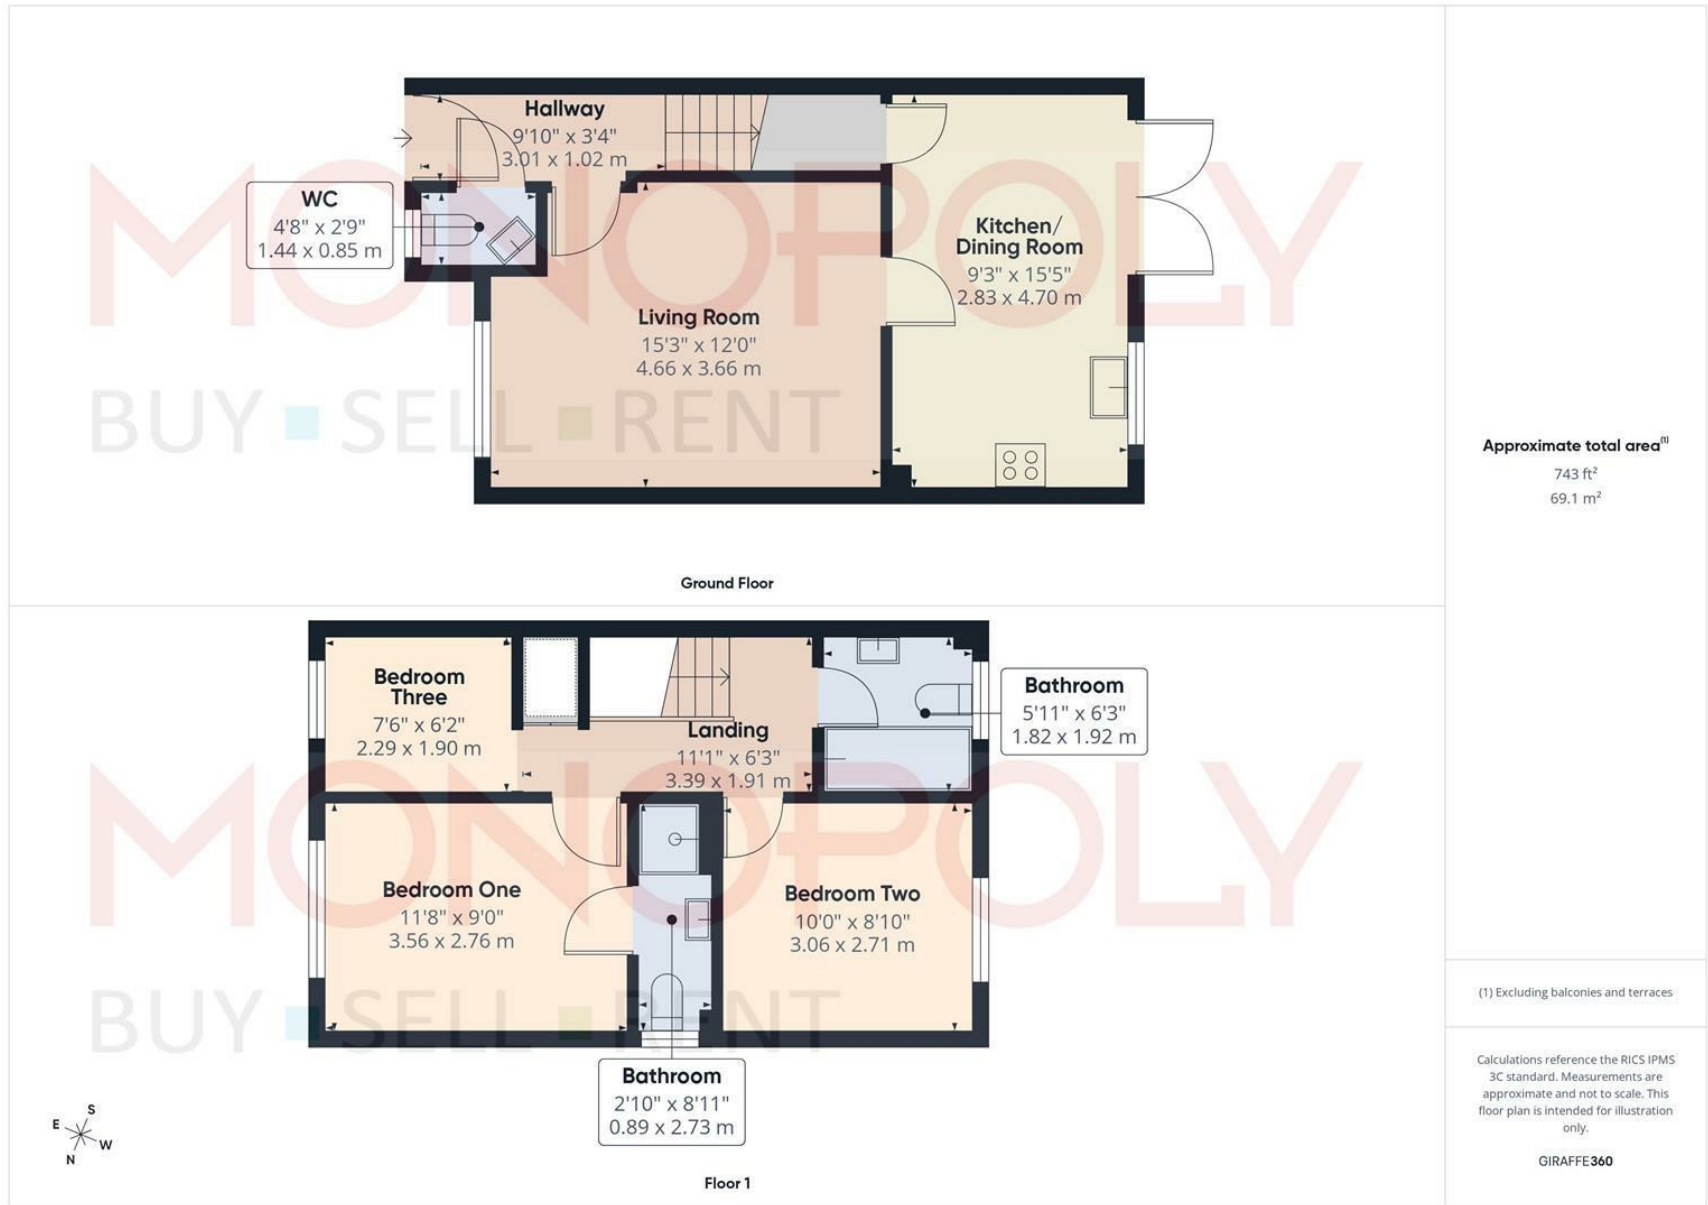 Hallway
9'10" x 3'4"
3.01 x 1.02 m
WC
4'8" x 2'9"
1.44 x 0.85 m
Kitchen/
Dining Room
9'3" x 15'5"
2.83 x 4.70 m
Living Room
15'3" x 12'0"
4.66 x 3.66 m
MONOPOLY
BUY SELL RENT
Ground Floor
Approximate total area(1)
743 ft²
69.1 m²
Bedroom
Three
7'6" x 6'2"
2.29 x 1.90 m
Landing
11'1" x 6'3"
3.39 x 1.91 m
Bathroom
5'11" x 6'3"
1.82 x 1.92 m
Bedroom One
11'8" x 9'0"
3.56 x 2.76 m
Bedroom Two
10'0" x 8'10"
3.06 x 2.71 m
MONOPOLY
BUY SELL RENT
Bathroom
2'10" x 8'11"
0.89 x 2.73 m
S
E
W
N
Floor 1
(1) Excluding balconies and terraces
Calculations reference the RICS IPMS
3C standard. Measurements are
approximate and not to scale. This
floor plan is intended for illustration
only.
GIRAFFE360